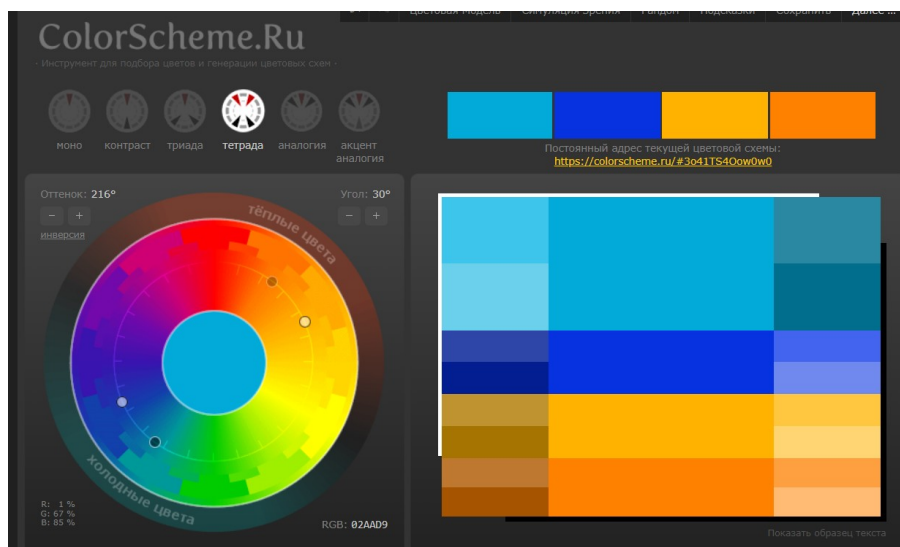 Цветовая Модель Симуляция Зрения Рандом Подсказки Сохранить Далее ...
ColorScheme.Ru
- Инструмент для подбора цветов и генерации цветовых схем -
моно контраст триада тетрада аналогия акцент аналогия
Постоянный адрес текущей цветовой схемы:
https://colorscheme.ru/#3o41TS4Oow0w0
Оттенок: 216°
Угол: 30°
− +
− +
инверсия
тёплые цвета
холодные цвета
R: 1 %
G: 67 %
B: 85 %
RGB: 02AAD9
Показать образец текста